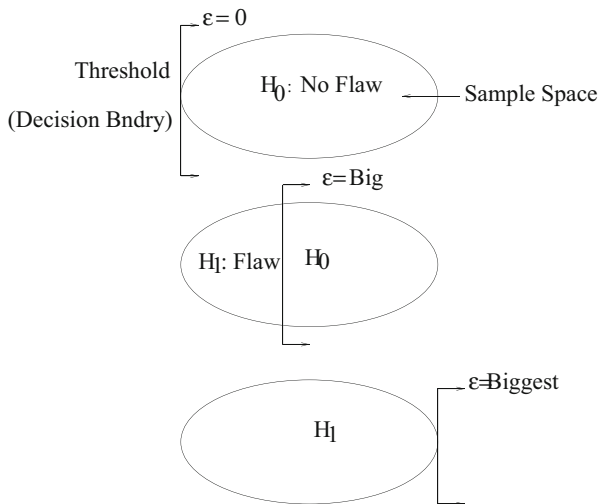 ε= 0
Threshold
H0: No Flaw
Sample Space
(Decision Bndry)
ε= Big
H1: Flaw
H0
ε=Biggest
H1